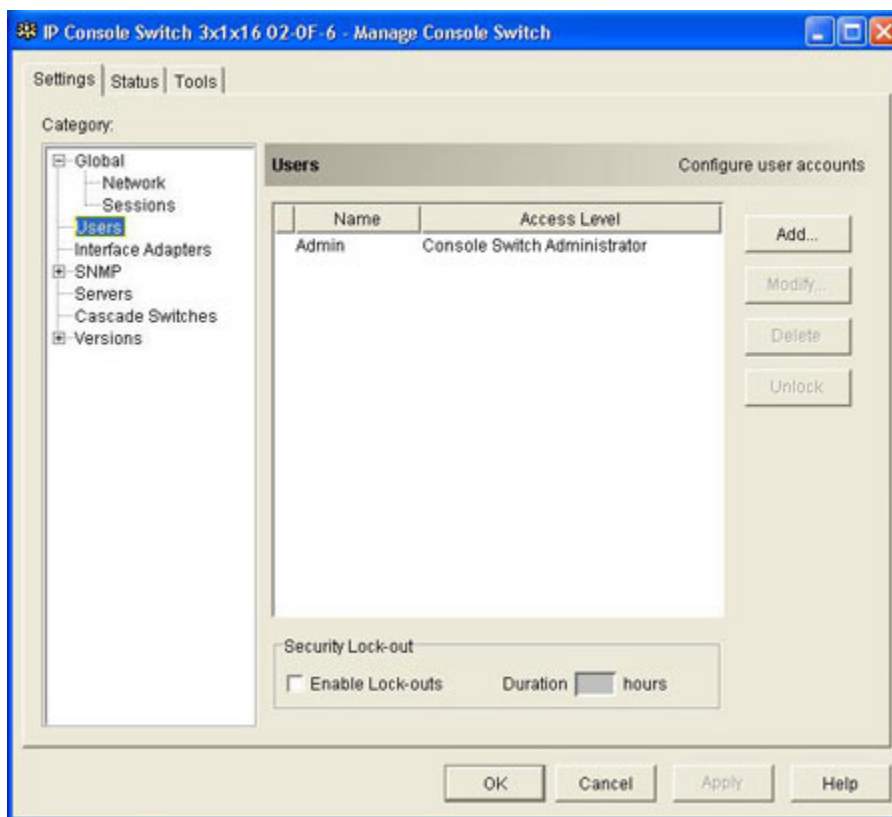 IP Console Switch 3x1x16 02-0F-6 - Manage Console Switch
Settings Status Tools
Category:
Global
Network
Sessions
Users
Interface Adapters
SNMP
Servers
Cascade Switches
Versions
Users Configure user accounts
Name Access Level
Admin Console Switch Administrator
Add...
Modify...
Delete
Unlock
Security Lock-out
Enable Lock-outs Duration hours
OK Cancel Apply Help